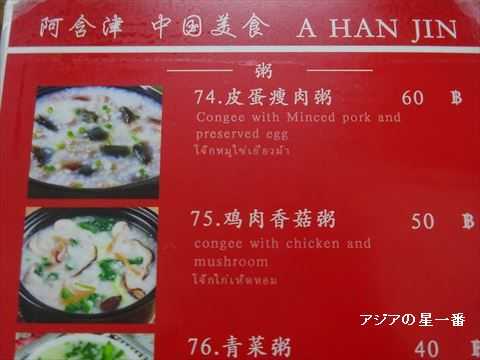 阿含津 中国美食 A HAN JIN
粥
74.皮蛋瘦肉粥 60 ฿
Congee with Minced pork and
preserved egg
โจ๊กหมูไข่เยี่ยวม้า
75.鸡肉香菇粥 50 ฿
congee with chicken and
mushroom
โจ๊กไก่เห็ดหอม
76.青菜粥 40 ฿
アジアの星一番